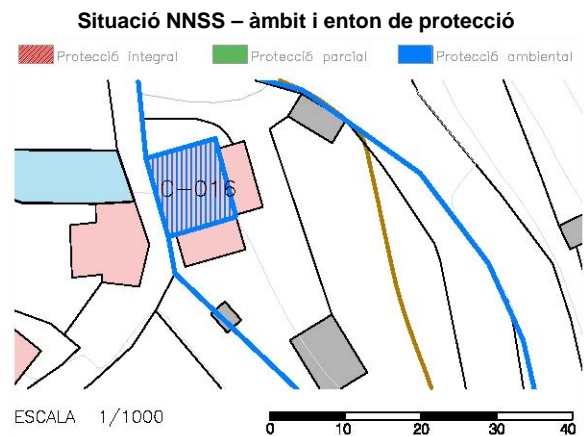 Situació NNSS – àmbit i enton de protecció
Protecció integral Protecció parcial Protecció ambiental
C-016
ESCALA 1/1000
0 10 20 30 40